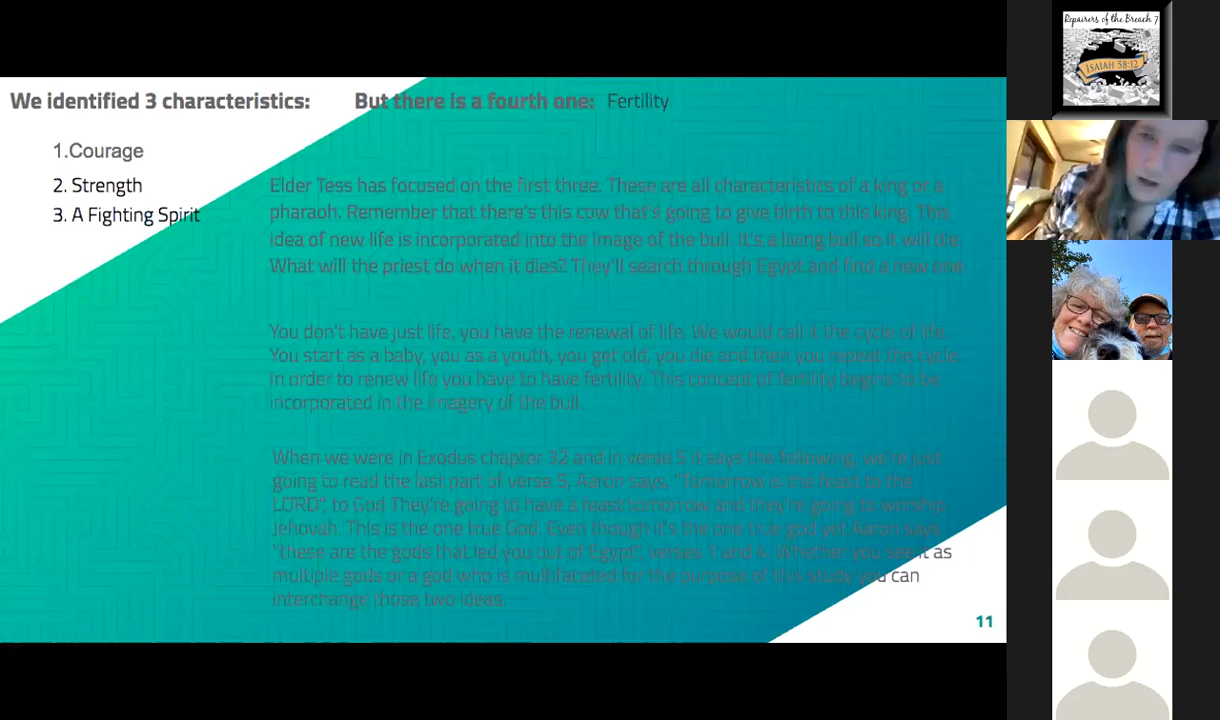 We identified 3 characteristics:
But there is a fourth one: Fertility
1.Courage
2. Strength
3. A Fighting Spirit
Elder Tess has focused on the first three. These are all characteristics of a king or a
pharaoh. Remember that there's this cow that's going to give birth to this king. This
idea of new life is incorporated into the image of the bull. It's a living bull so it will die.
What will the priest do when it dies? They'll search through Egypt and find a new one.
You don't have just life, you have the renewal of life. We would call it the cycle of life.
You start as a baby, you as a youth, you get old, you die and then you repeat the cycle.
In order to renew life you have to have fertility. This concept of fertility begins to be
incorporated in the imagery of the bull.
When we were in Exodus chapter 32 and in verse 5 it says the following, we're just
going to read the last part of verse 5, Aaron says, "Tomorrow is the feast to the
LORD", to God They're going to have a feast tomorrow and they're going to worship
Jehovah. This is the one true God. Even though it's the one true god yet Aaron says
"these are the gods that led you out of Egypt", verses 1 and 4. Whether you see it as
multiple gods or a god who is multifaceted for the purpose of this study you can
interchange those two ideas.
11
Repairers of the Breach 7
ISAIAH 58:12